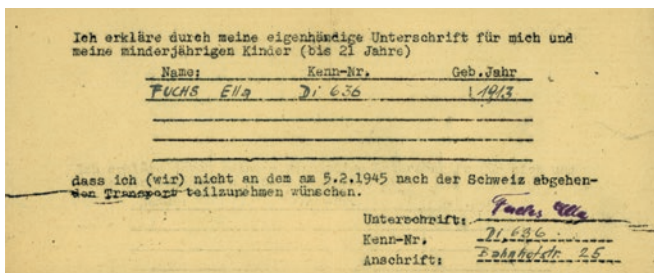 Ich erkläre durch meine eigenhändige Unterschrift für mich und
meine minderjährigen Kinder (bis 21 Jahre)
Name: Kenn-Nr. Geb.Jahr
FUCHS Ella Di 636 1913
dass ich (wir) nicht an dem am 5.2.1945 nach der Schweiz abgehen-
den Transport teilzunehmen wünschen.
Unterschrift: Fuchs Ella
Kenn-Nr. Di 636
Anschrift: Bahnhofstr. 25